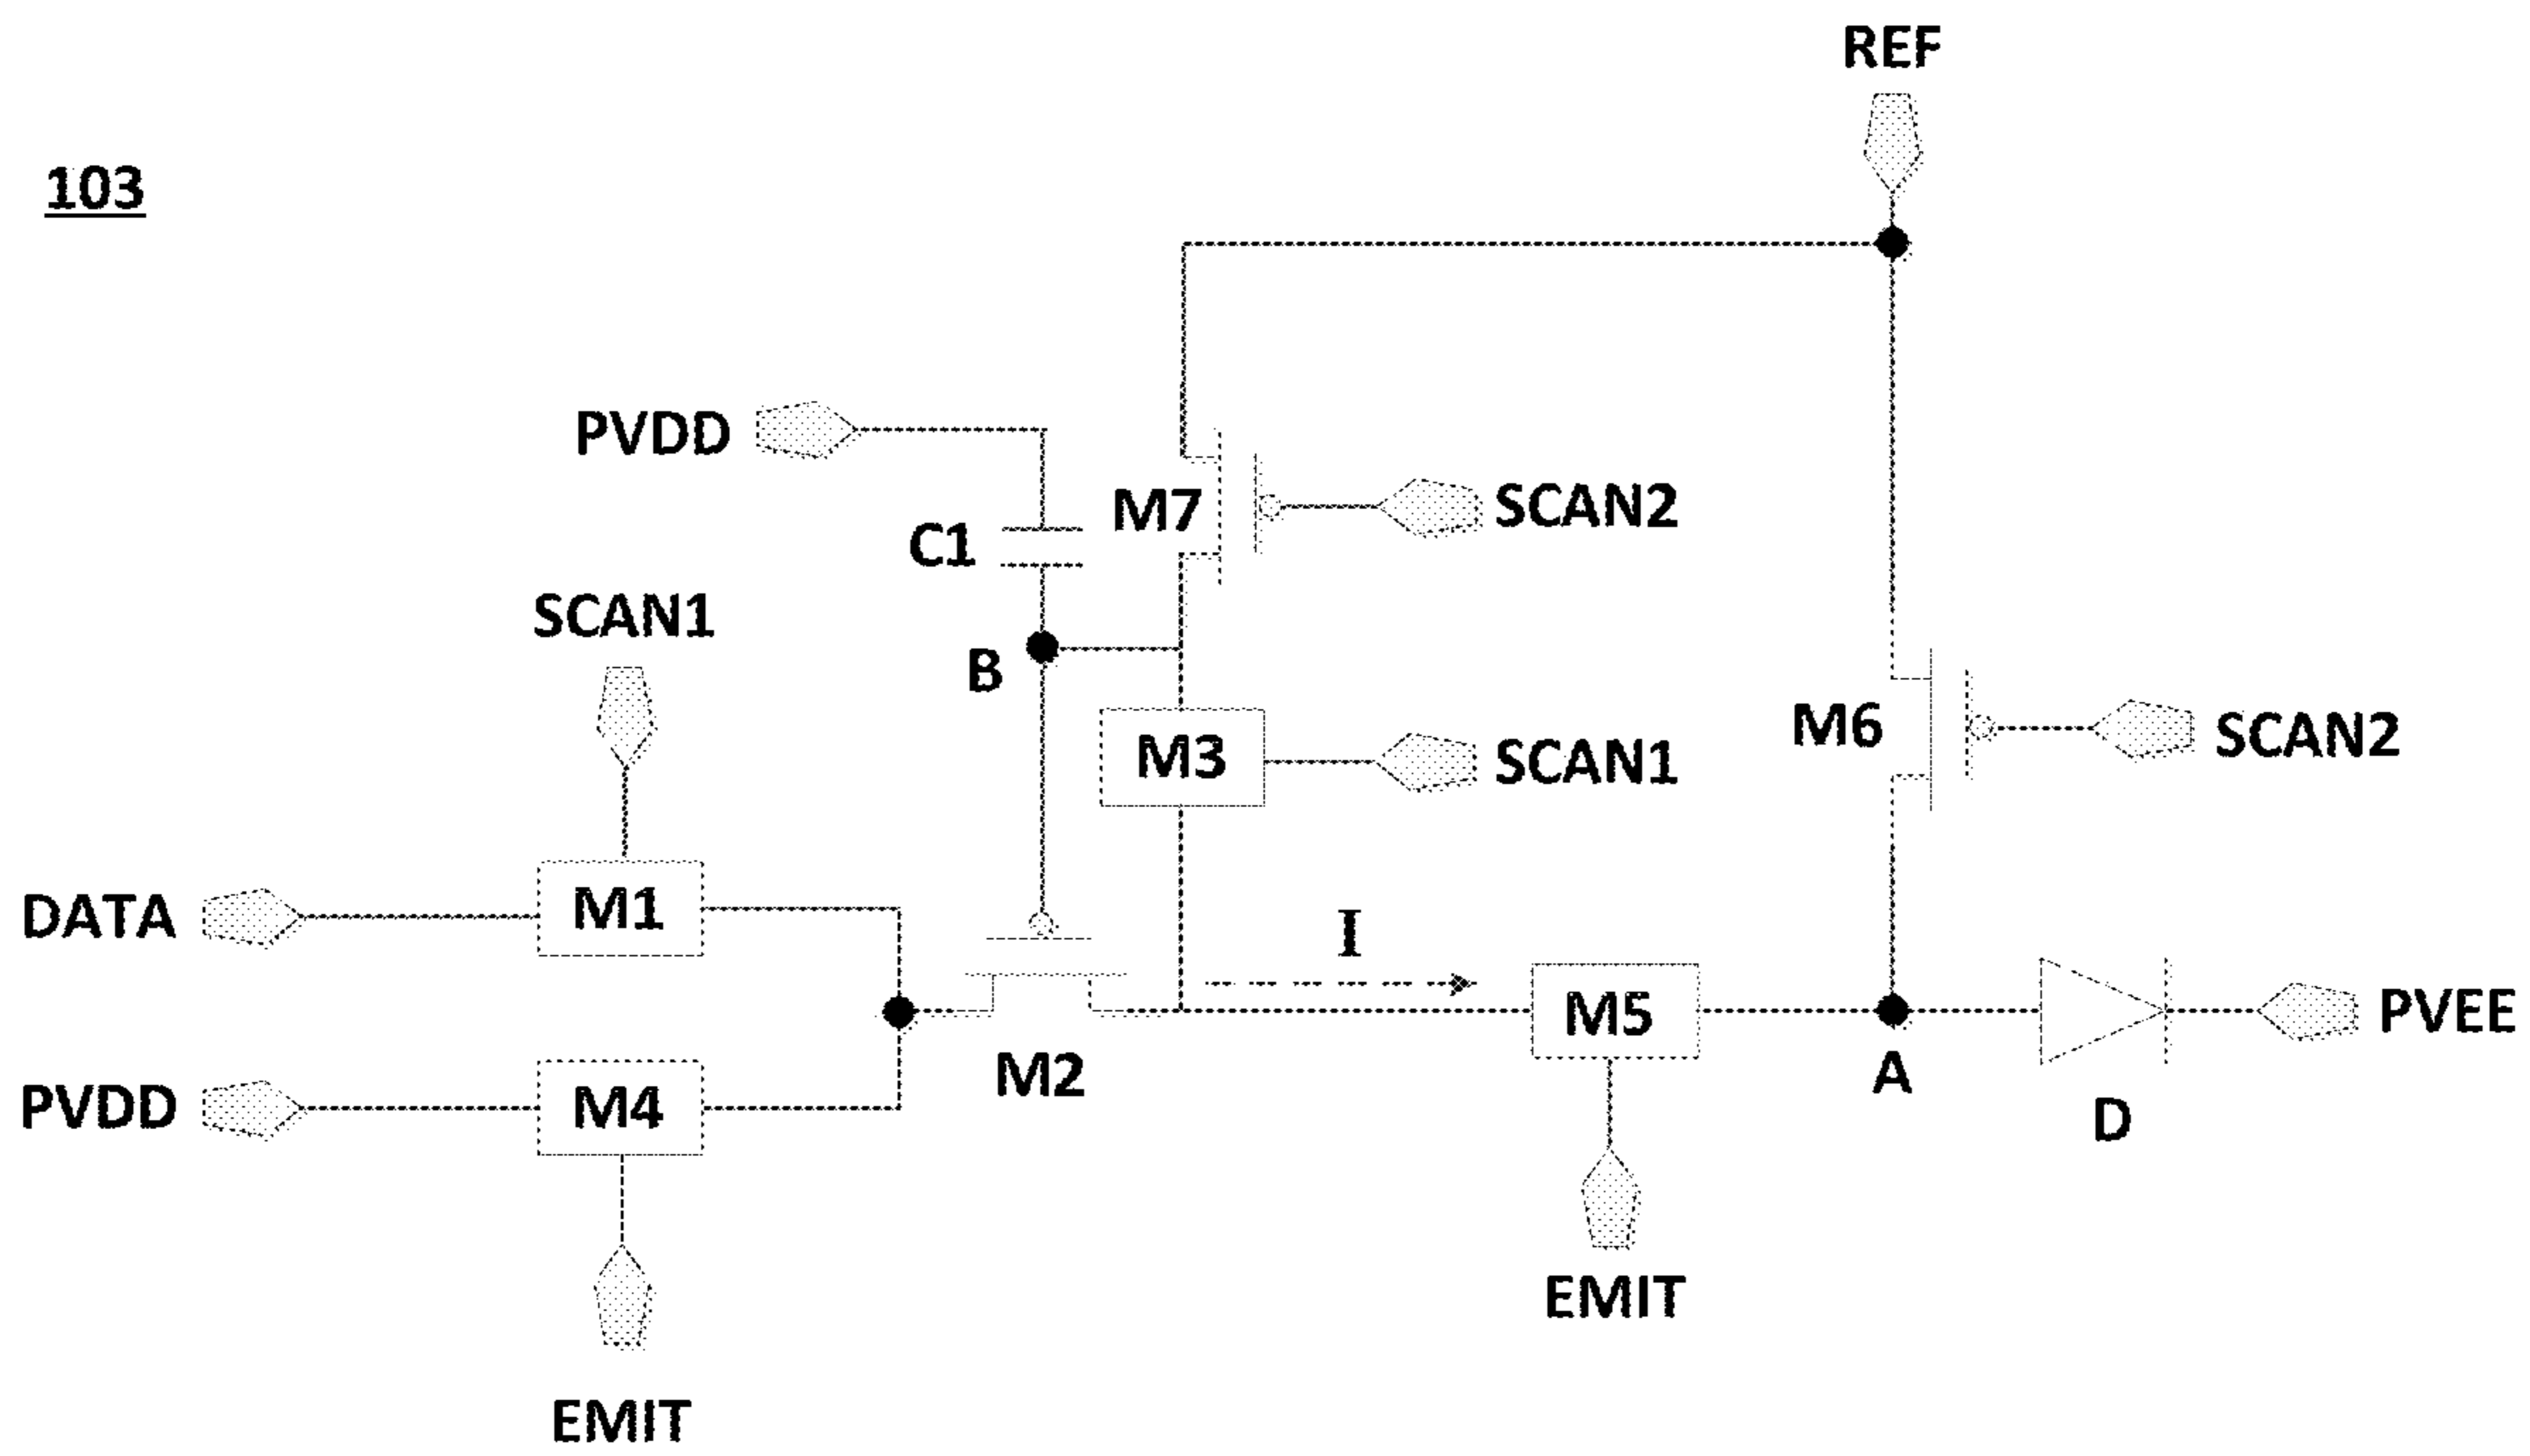 REF
103
PVDD
M7
SCAN2
C1
SCAN1
B
M3
SCAN1
M6
SCAN2
DATA
M1
I
M5
PVEE
M2
A
D
PVDD
M4
EMIT
EMIT